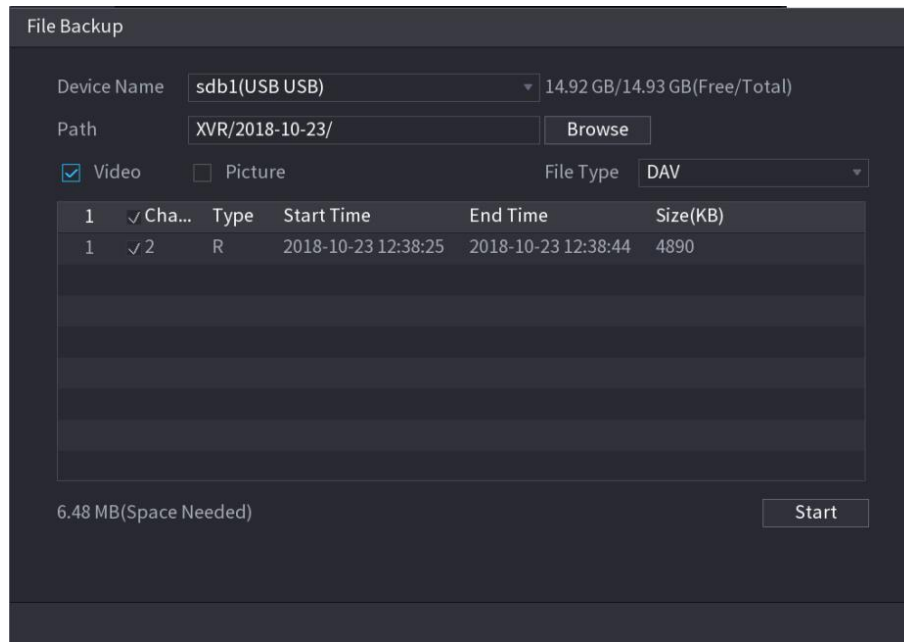 File Backup
Device Name sdb1(USB USB) 14.92 GB/14.93 GB(Free/Total)
Path XVR/2018-10-23/ Browse
Video Picture File Type DAV
1 Cha... Type Start Time End Time Size(KB)
1 2 R 2018-10-23 12:38:25 2018-10-23 12:38:44 4890
6.48 MB(Space Needed) Start